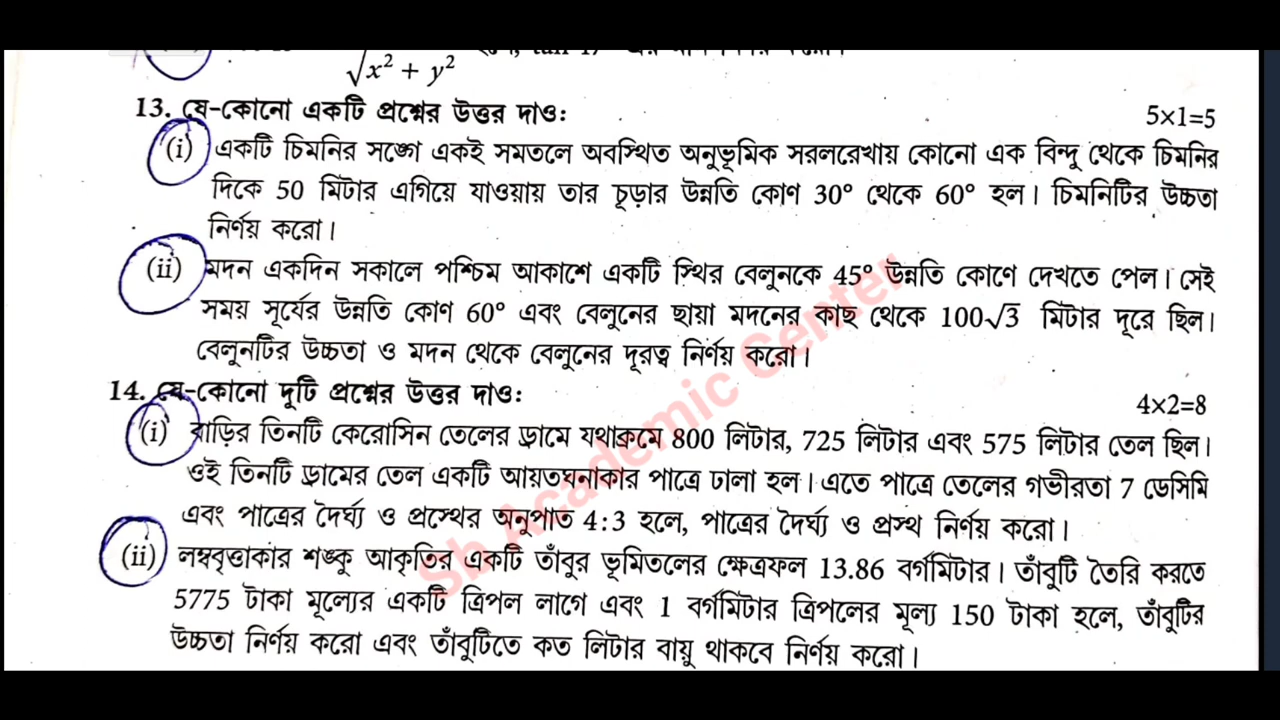 √x² + y²
13. যে-কোনো একটি প্রশ্নের উত্তর দাও: 5×1=5
(i) একটি চিমনির সঙ্গে একই সমতলে অবস্থিত অনুভূমিক সরলরেখায় কোনো এক বিন্দু থেকে চিমনির
দিকে 50 মিটার এগিয়ে যাওয়ায় তার চূড়ার উন্নতি কোণ 30° থেকে 60° হল। চিমনিটির উচ্চতা
নির্ণয় করো।
(ii) মদন একদিন সকালে পশ্চিম আকাশে একটি স্থির বেলুনকে 45° উন্নতি কোণে দেখতে পেল। সেই
সময় সূর্যের উন্নতি কোণ 60° এবং বেলুনের ছায়া মদনের কাছ থেকে 100√3 মিটার দূরে ছিল।
বেলুনটির উচ্চতা ও মদন থেকে বেলুনের দূরত্ব নির্ণয় করো।
14. যে-কোনো দুটি প্রশ্নের উত্তর দাও: 4×2=8
(i) বাড়ির তিনটি কেরোসিন তেলের ড্রামে যথাক্রমে 800 লিটার, 725 লিটার এবং 575 লিটার তেল ছিল।
ওই তিনটি ড্রামের তেল একটি আয়তঘনাকার পাত্রে ঢালা হল। এতে পাত্রে তেলের গভীরতা 7 ডেসিমি
এবং পাত্রের দৈর্ঘ্য ও প্রস্থের অনুপাত 4:3 হলে, পাত্রের দৈর্ঘ্য ও প্রস্থ নির্ণয় করো।
(ii) লম্ববৃত্তাকার শঙ্কু আকৃতির একটি তাঁবুর ভূমিতলের ক্ষেত্রফল 13.86 বর্গমিটার। তাঁবুটি তৈরি করতে
5775 টাকা মূল্যের একটি ত্রিপল লাগে এবং 1 বর্গমিটার ত্রিপলের মূল্য 150 টাকা হলে, তাঁবুটির
উচ্চতা নির্ণয় করো এবং তাঁবুটিতে কত লিটার বায়ু থাকবে নির্ণয় করো।
Sb Academic Center